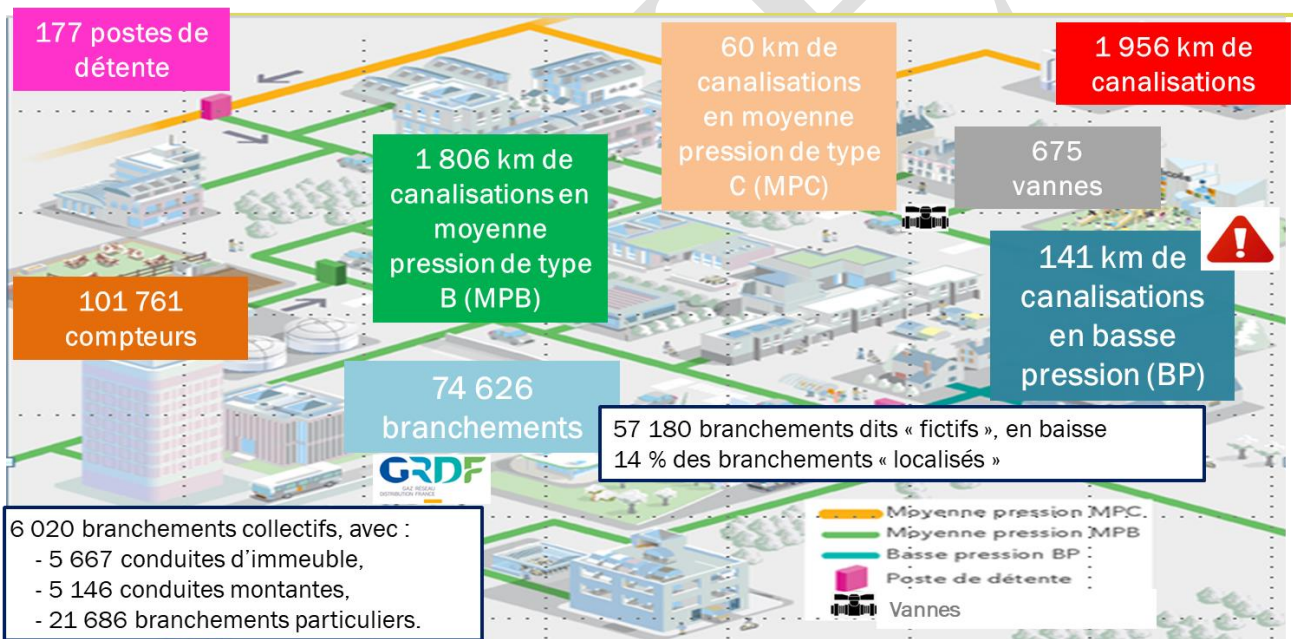 177 postes de
détente
60 km de
canalisations
en moyenne
pression de type
C (MPC)
1 956 km de
canalisations
1 806 km de
canalisations en
moyenne
pression de type
B (MPB)
675
vannes
141 km de
canalisations
en basse
pression (BP)
101 761
compteurs
74 626
branchements
57 180 branchements dits « fictifs », en baisse
14 % des branchements « localisés »
GRDF
GAZ RÉSEAU
DISTRIBUTION FRANCE
6 020 branchements collectifs, avec :
- 5 667 conduites d'immeuble,
- 5 146 conduites montantes,
- 21 686 branchements particuliers.
Moyenne pression MPC
Moyenne pression MPB
Basse pression BP
Poste de détente
Vannes